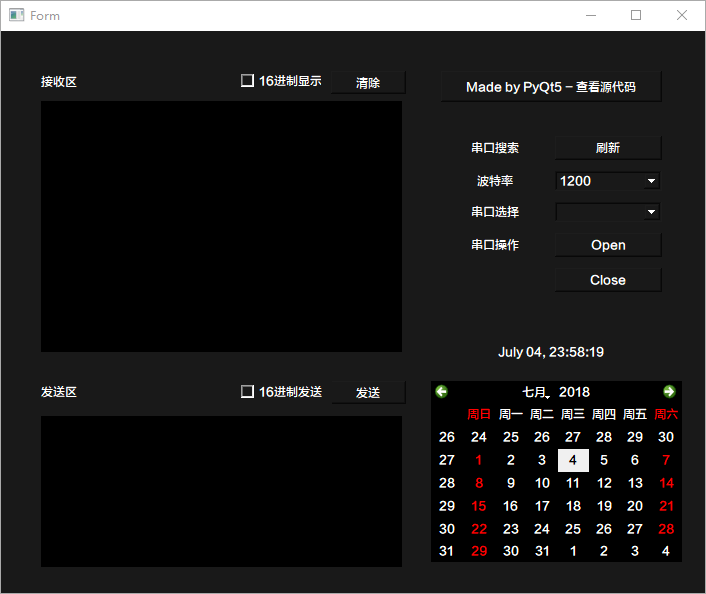 Form
接收区
16进制显示
清除
Made by PyQt5 - 查看源代码
串口搜索
刷新
波特率
1200
串口选择
串口操作
Open
Close
July 04, 23:58:19
发送区
16进制发送
发送
七月 2018
周日 周一 周二 周三 周四 周五 周六
26 24 25 26 27 28 29 30
27 1 2 3 4 5 6 7
28 8 9 10 11 12 13 14
29 15 16 17 18 19 20 21
30 22 23 24 25 26 27 28
31 29 30 31 1 2 3 4